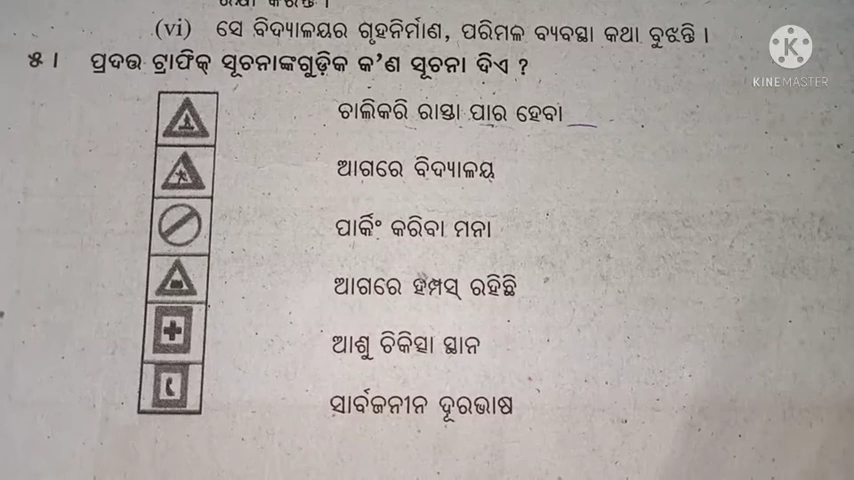 (vi) ସେ ବିଦ୍ୟାଳୟର ଗୃହନିର୍ମାଣ, ପରିମଳ ବ୍ୟବସ୍ଥା କଥା ବୁଝନ୍ତି ।
୫ । ପ୍ରଦତ୍ତ ଟ୍ରାଫିକ୍ ସୂଚନାଙ୍କଗୁଡ଼ିକ କ'ଣ ସୂଚନା ଦିଏ ?
KINEMASTER
ଚାଲିକରି ରାସ୍ତା ପାର ହେବା
ଆଗରେ ବିଦ୍ୟାଳୟ
ପାର୍କିଂ କରିବା ମନା
ଆଗରେ ହମ୍ପସ୍ ରହିଛି
ଆଶୁ ଚିକିତ୍ସା ସ୍ଥାନ
ସାର୍ବଜନୀନ ଦୂରଭାଷ